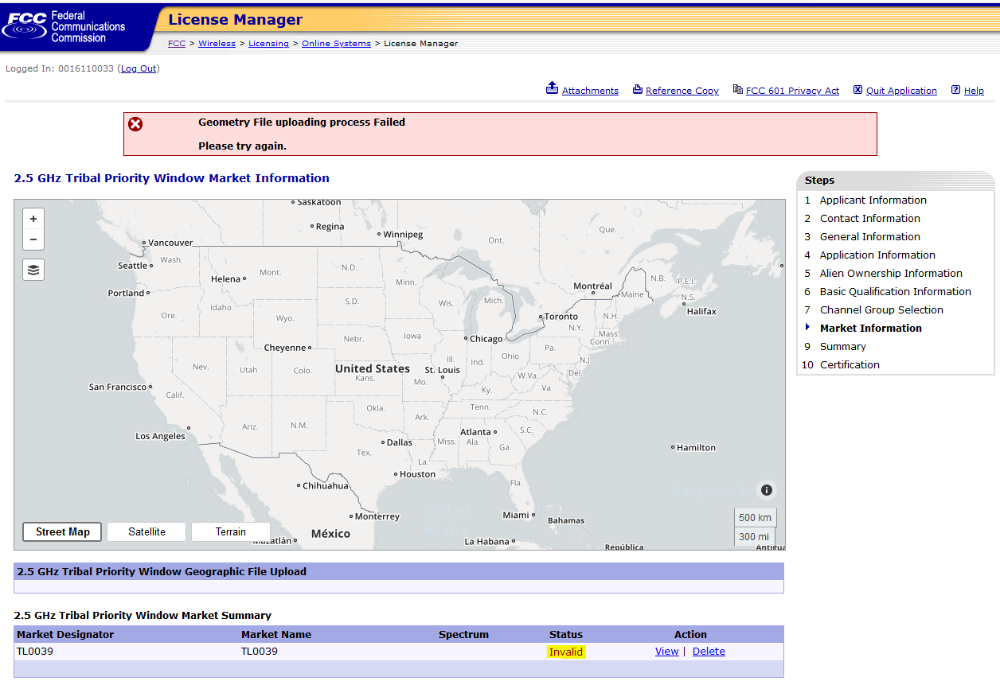 FCC Federal
Communications
Commission
License Manager
FCC > Wireless > Licensing > Online Systems > License Manager
Logged In: 0016110033 (Log Out)
Attachments Reference Copy FCC 601 Privacy Act Quit Application Help
Geometry File uploading process Failed
Please try again.
2.5 GHz Tribal Priority Window Market Information
+
−
Saskatoon
Regina
Winnipeg
Ont.
Que.
Vancouver
Seattle
Wash.
Helena
Mont.
N.D.
Minn.
Montréal
N.B.
P.E.I.
Portland
Maine
N.S.
Idaho
S.D.
Wis.
Mich.
Halifax
Ore.
Wyo.
Toronto
N.H.
N.Y.
Mass.
Conn.
Iowa
Chicago
Nebr.
Cheyenne
Pa.
Ohio
N.J.
Ill.
Ind.
Nev.
Utah
Colo.
United States
Kans.
St. Louis
Mo.
W.Va.
Del.
San Francisco
Calif.
Ky.
Va.
Okla.
Tenn.
N.C.
Ark.
Ariz.
N.M.
Los Angeles
Atlanta
S.C.
Dallas
Miss.
Ala.
Ga.
Hamilton
Tex.
La.
Houston
Chihuahua
Fla.
Gulf of
Mexico
Monterrey
Miami
Bahamas
México
Mazatlán
La Habana
República
Antigua
500 km
300 mi
Street Map Satellite Terrain
Steps
1 Applicant Information
2 Contact Information
3 General Information
4 Application Information
5 Alien Ownership Information
6 Basic Qualification Information
7 Channel Group Selection
Market Information
9 Summary
10 Certification
2.5 GHz Tribal Priority Window Geographic File Upload
2.5 GHz Tribal Priority Window Market Summary
Market Designator Market Name Spectrum Status Action
TL0039 TL0039 Invalid View | Delete